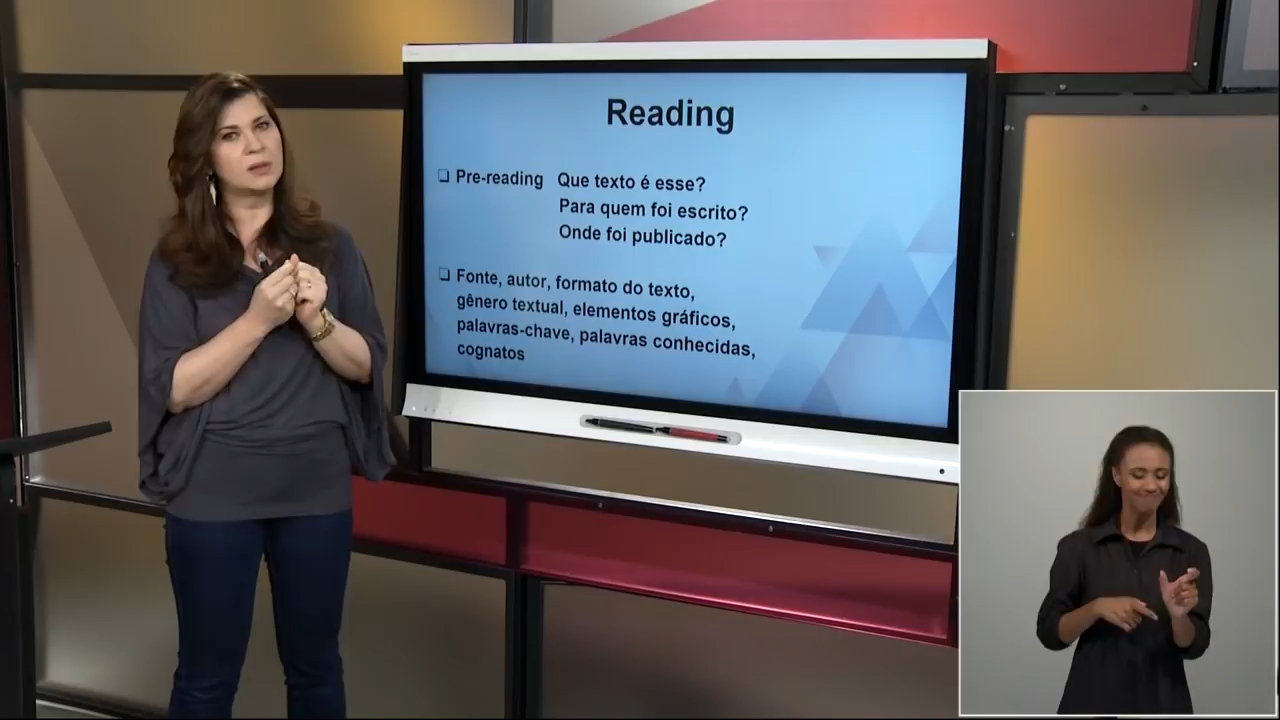 Reading
❑ Pre-reading Que texto é esse?
Para quem foi escrito?
Onde foi publicado?
❑ Fonte, autor, formato do texto,
gênero textual, elementos gráficos,
palavras-chave, palavras conhecidas,
cognatos